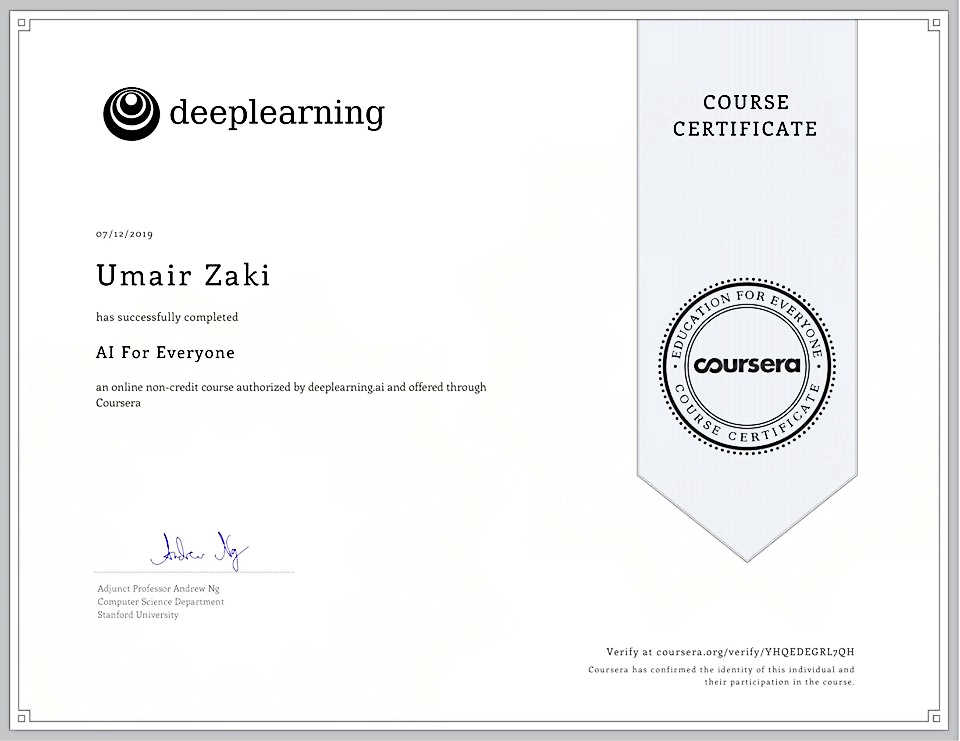 deeplearning
COURSE
CERTIFICATE
07/12/2019
Umair Zaki
has successfully completed
AI For Everyone
an online non-credit course authorized by deeplearning.ai and offered through
Coursera
EDUCATION FOR EVERYONE
coursera
COURSE CERTIFICATE
Andrew Ng
Adjunct Professor Andrew Ng
Computer Science Department
Stanford University
Verify at coursera.org/verify/YHQEDEGRL7QH
Coursera has confirmed the identity of this individual and
their participation in the course.